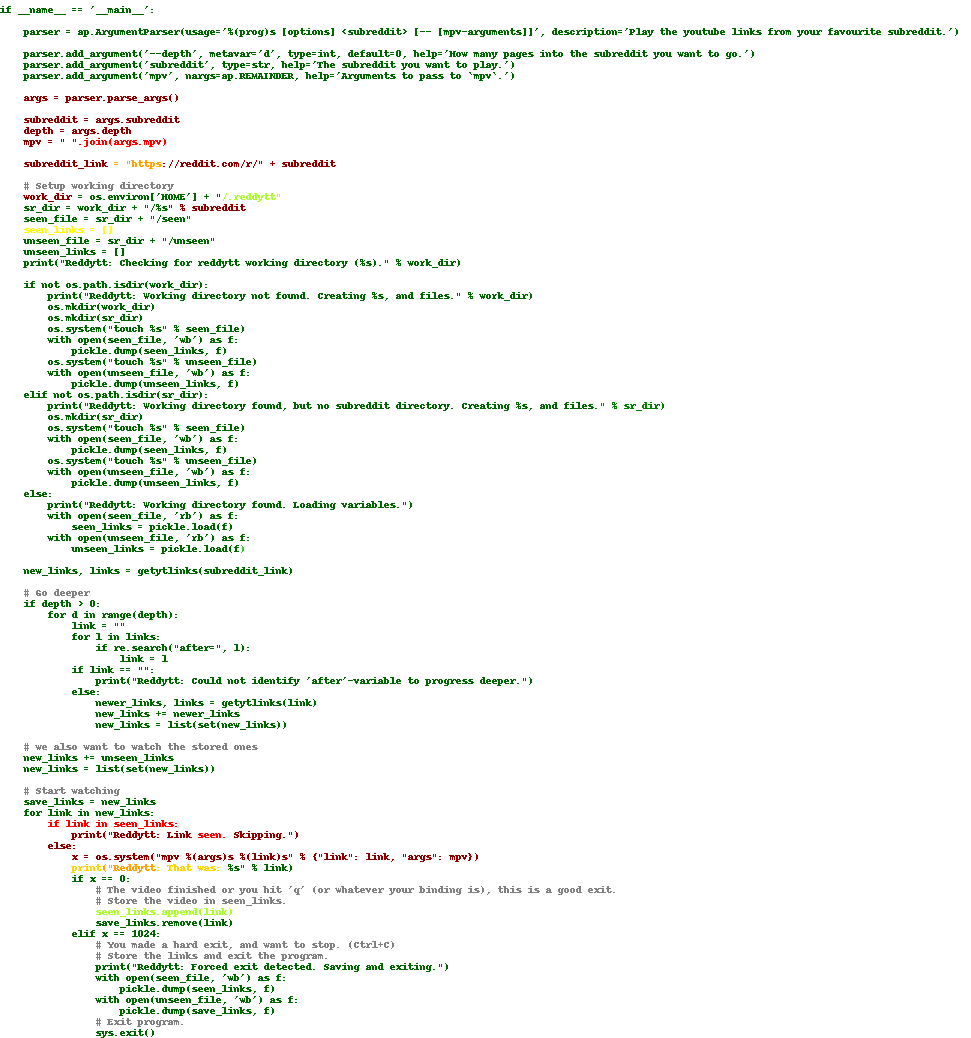 if __name__ == '__main__':
parser = ap.ArgumentParser(usage='%(prog)s [options] <subreddit> [-- [mpv-arguments]]', description='Play the youtube links from your favourite subreddit.')
parser.add_argument('--depth', metavar='d', type=int, default=0, help='How many pages into the subreddit you want to go.')
parser.add_argument('subreddit', type=str, help='The subreddit you want to play.')
parser.add_argument('mpv', nargs=ap.REMAINDER, help='Arguments to pass to `mpv`.')
args = parser.parse_args()
subreddit = args.subreddit
depth = args.depth
mpv = " ".join(args.mpv)
subreddit_link = "https://reddit.com/r/" + subreddit
# Setup working directory
work_dir = os.environ['HOME'] + "/.reddytt"
sr_dir = work_dir + "/%s" % subreddit
seen_file = sr_dir + "/seen"
seen_links = []
unseen_file = sr_dir + "/unseen"
unseen_links = []
print("Reddytt: Checking for reddytt working directory (%s)." % work_dir)
if not os.path.isdir(work_dir):
print("Reddytt: Working directory not found. Creating %s, and files." % work_dir)
os.mkdir(work_dir)
os.mkdir(sr_dir)
os.system("touch %s" % seen_file)
with open(seen_file, 'wb') as f:
pickle.dump(seen_links, f)
os.system("touch %s" % unseen_file)
with open(unseen_file, 'wb') as f:
pickle.dump(unseen_links, f)
elif not os.path.isdir(sr_dir):
print("Reddytt: Working directory found, but no subreddit directory. Creating %s, and files." % sr_dir)
os.mkdir(sr_dir)
os.system("touch %s" % seen_file)
with open(seen_file, 'wb') as f:
pickle.dump(seen_links, f)
os.system("touch %s" % unseen_file)
with open(unseen_file, 'wb') as f:
pickle.dump(unseen_links, f)
else:
print("Reddytt: Working directory found. Loading variables.")
with open(seen_file, 'rb') as f:
seen_links = pickle.load(f)
with open(unseen_file, 'rb') as f:
unseen_links = pickle.load(f)
new_links, links = getytlinks(subreddit_link)
# Go deeper
if depth > 0:
for d in range(depth):
link = ""
for l in links:
if re.search("after=", l):
link = l
if link == "":
print("Reddytt: Could not identify 'after'-variable to progress deeper.")
else:
newer_links, links = getytlinks(link)
new_links += newer_links
new_links = list(set(new_links))
# we also want to watch the stored ones
new_links += unseen_links
new_links = list(set(new_links))
# Start watching
save_links = new_links
for link in new_links:
if link in seen_links:
print("Reddytt: Link seen. Skipping.")
else:
x = os.system("mpv %(args)s %(link)s" % {"link": link, "args": mpv})
print("Reddytt: That was: %s" % link)
if x == 0:
# The video finished or you hit 'q' (or whatever your binding is), this is a good exit.
# Store the video in seen_links.
seen_links.append(link)
save_links.remove(link)
elif x == 1024:
# You made a hard exit, and want to stop. (Ctrl+C)
# Store the links and exit the program.
print("Reddytt: Forced exit detected. Saving and exiting.")
with open(seen_file, 'wb') as f:
pickle.dump(seen_links, f)
with open(unseen_file, 'wb') as f:
pickle.dump(save_links, f)
# Exit program.
sys.exit()